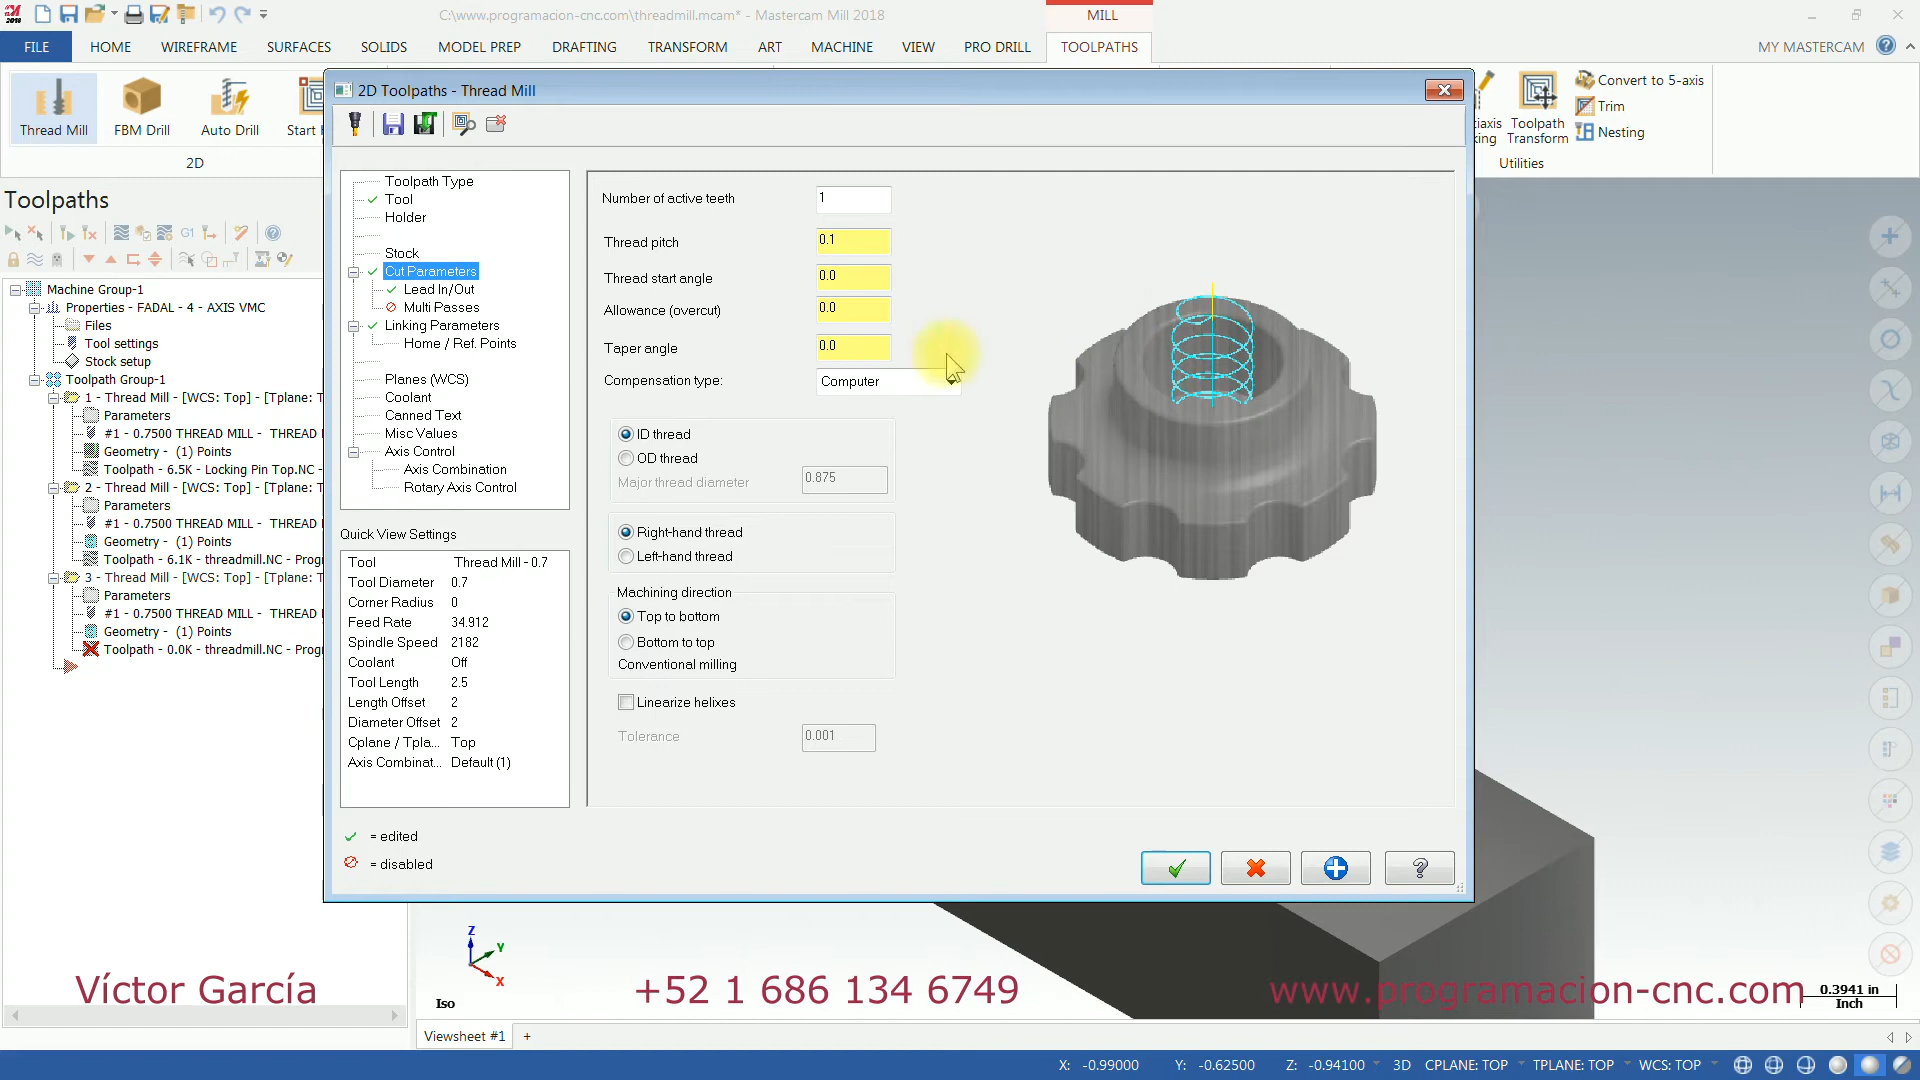 C:\www.programacion-cnc.com\threadmill.mcam* - Mastercam Mill 2018
MILL
FILE
HOME
WIREFRAME
SURFACES
SOLIDS
MODEL PREP
DRAFTING
TRANSFORM
ART
MACHINE
VIEW
PRO DRILL
TOOLPATHS
MY MASTERCAM
Thread Mill
FBM Drill
Auto Drill
Start
2D
Toolpath Transform
Convert to 5-axis
Trim
Nesting
Utilities
Toolpaths
G1
Machine Group-1
Properties - FADAL - 4 - AXIS VMC
Files
Tool settings
Stock setup
Toolpath Group-1
1 - Thread Mill - [WCS: Top] - [Tplane: T
Parameters
#1 - 0.7500 THREAD MILL - THREAD
Geometry - (1) Points
Toolpath - 6.5K - Locking Pin Top.NC -
2 - Thread Mill - [WCS: Top] - [Tplane: T
Parameters
#1 - 0.7500 THREAD MILL - THREAD
Geometry - (1) Points
Toolpath - 6.1K - threadmill.NC - Progr
3 - Thread Mill - [WCS: Top] - [Tplane: T
Parameters
#1 - 0.7500 THREAD MILL - THREAD
Geometry - (1) Points
Toolpath - 0.0K - threadmill.NC - Progr
2D Toolpaths - Thread Mill
Toolpath Type
Tool
Holder
Stock
Cut Parameters
Lead In/Out
Multi Passes
Linking Parameters
Home / Ref. Points
Planes (WCS)
Coolant
Canned Text
Misc Values
Axis Control
Axis Combination
Rotary Axis Control
Quick View Settings
Tool Thread Mill - 0.7
Tool Diameter 0.7
Corner Radius 0
Feed Rate 34.912
Spindle Speed 2182
Coolant Off
Tool Length 2.5
Length Offset 2
Diameter Offset 2
Cplane / Tpla... Top
Axis Combinat... Default (1)
= edited
= disabled
Number of active teeth 1
Thread pitch 0.1
Thread start angle 0.0
Allowance (overcut) 0.0
Taper angle 0.0
Compensation type: Computer
ID thread
OD thread
Major thread diameter 0.875
Right-hand thread
Left-hand thread
Machining direction
Top to bottom
Bottom to top
Conventional milling
Linearize helixes
Tolerance 0.001
Z
Y
X
Iso
Víctor García
+52 1 686 134 6749
www.programacion-cnc.com
0.3941 in
Inch
Viewsheet #1
+
X: -0.99000 Y: -0.62500 Z: -0.94100 3D CPLANE: TOP TPLANE: TOP WCS: TOP